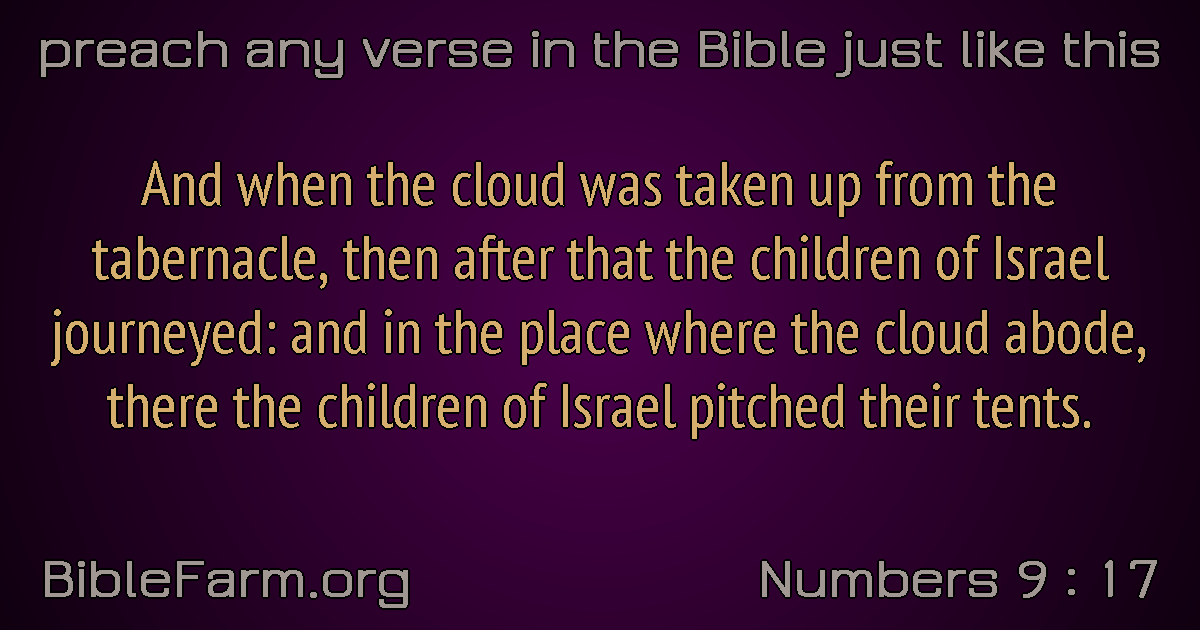 preach any verse in the Bible just like this
And when the cloud was taken up from the
tabernacle, then after that the children of Israel
journeyed: and in the place where the cloud abode,
there the children of Israel pitched their tents.
BibleFarm.org
Numbers 9 : 17